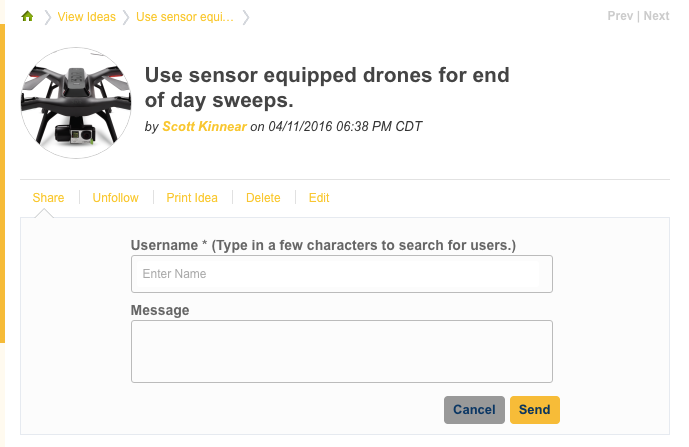 View Ideas
Use sensor equi...
Prev | Next
Use sensor equipped drones for end
of day sweeps.
by Scott Kinnear on 04/11/2016 06:38 PM CDT
Share
Unfollow
Print Idea
Delete
Edit
Username * (Type in a few characters to search for users.)
Enter Name
Message
Cancel
Send